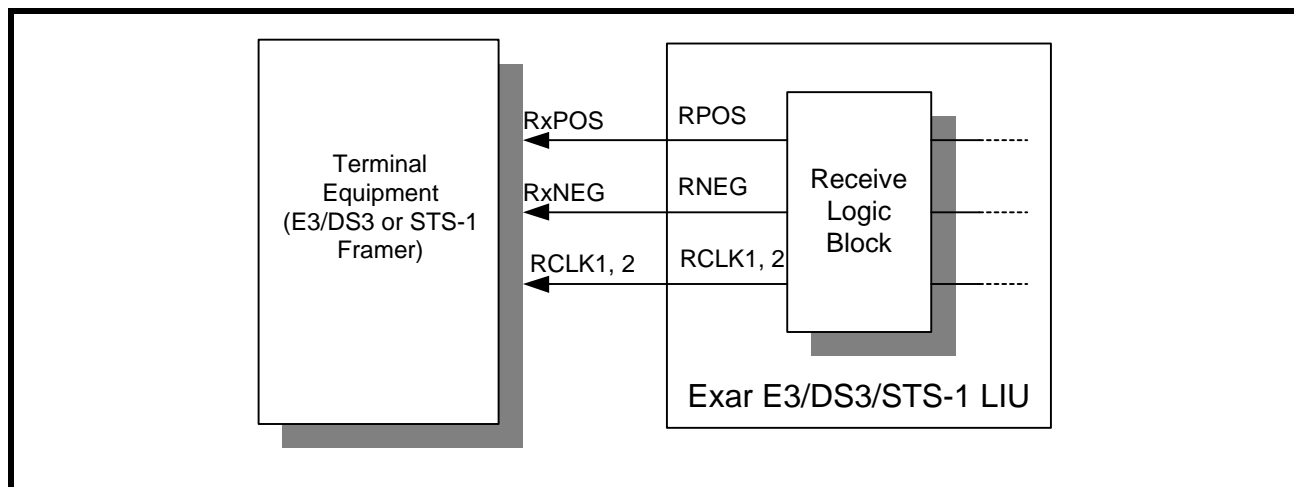 Terminal
Equipment
(E3/DS3 or STS-1
Framer)
RxPOS
RxNEG
RCLK1, 2
RPOS
RNEG
RCLK1, 2
Receive
Logic
Block
Exar E3/DS3/STS-1 LIU